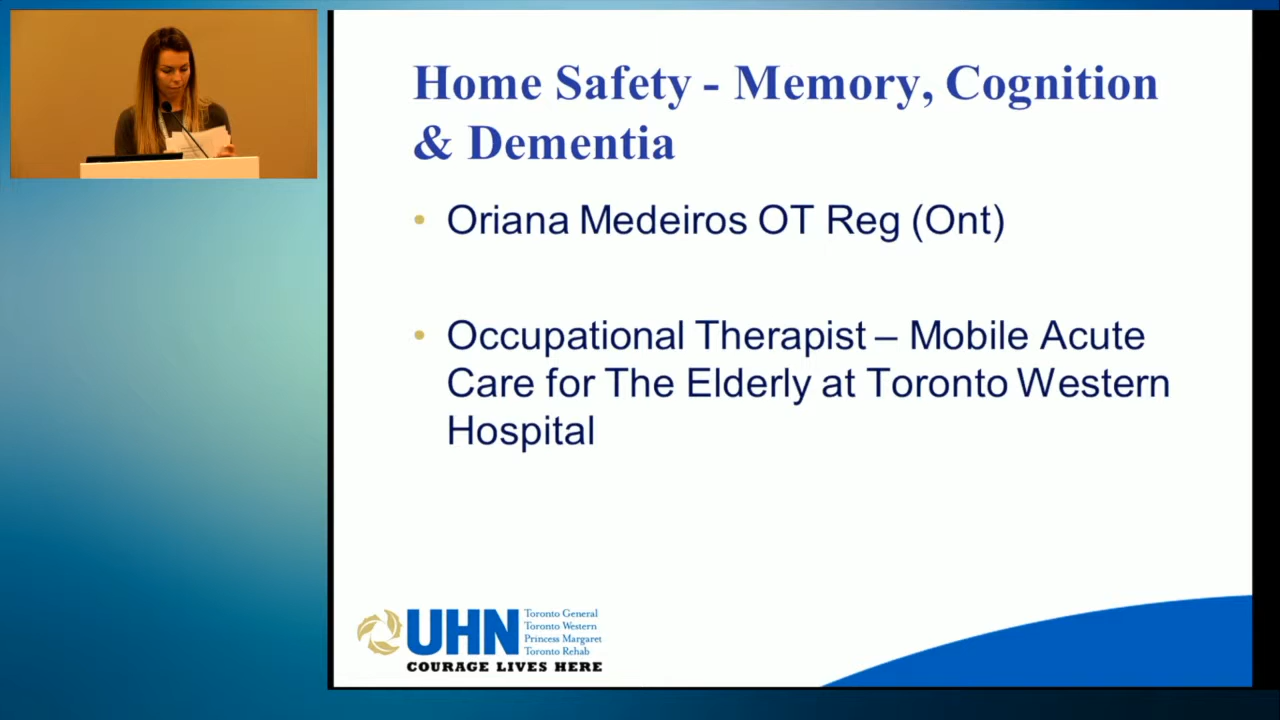 Home Safety - Memory, Cognition
& Dementia
• Oriana Medeiros OT Reg (Ont)
• Occupational Therapist – Mobile Acute
Care for The Elderly at Toronto Western
Hospital
UHN
Toronto General
Toronto Western
Princess Margaret
Toronto Rehab
COURAGE LIVES HERE